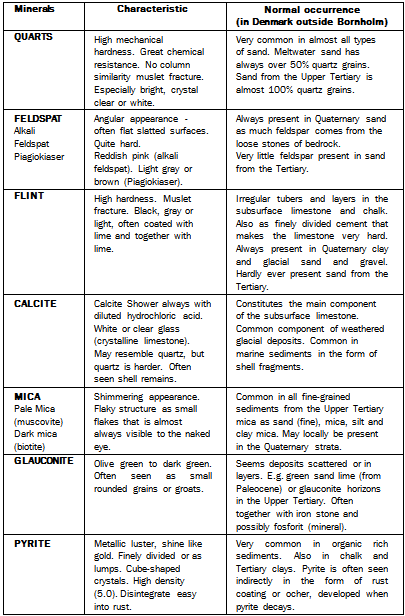 Minerals Characteristic Normal occurrence
(in Denmark outside Bornholm)
QUARTS
High mechanical
hardness. Great chemical
resistance. No column
similarity muslet fracture.
Especially bright, crystal
clear or white.
Very common in almost all types
of sand. Meltwater sand has
always over 50% quartz grains.
Sand from the Upper Tertiary is
almost 100% quartz grains.
FELDSPAT
Alkali
Feldspat
Piagiokiaser
Angular appearance -
often flat slatted surfaces.
Quite hard.
Reddish pink (alkali
feldspat). Light gray or
brown (Piagiokiaser).
Always present in Quaternary sand
as much feldspar comes from the
loose stones of bedrock.
Very little feldspar present in sand
from the Tertiary.
FLINT
High hardness. Muslet
fracture. Black, gray or
light, often coated with
lime and together with
lime.
Irregular tubers and layers in the
subsurface limestone and chalk.
Also as finely divided cement that
makes the limestone very hard.
Always present in Quaternary clay
and glacial sand and gravel.
Hardly ever present sand from the
Tertiary.
CALCITE
Calcite Shower always with
diluted hydrochloric acid.
White or clear glass
(crystalline limestone).
May resemble quartz, but
quartz is harder. Often
seen shell remains.
Constitutes the main component
of the subsurface limestone.
Common component of weathered
glacial deposits. Common in
marine sediments in the form of
shell fragments.
MICA
Pale Mica
(muscovite)
Dark mica
(biotite)
Shimmering appearance.
Flaky structure as small
flakes that is almost
always visible to the naked
eye.
Common in all fine-grained
sediments from the Upper Tertiary
mica as sand (fine), mica, silt and
clay mica. May locally be present
in the Quaternary strata.
GLAUCONITE
Olive green to dark green.
Often seen as small
rounded grains or groats.
Seems deposits scattered or in
layers. E.g. green sand lime (from
Paleocene) or glauconite horizons
in the Upper Tertiary. Often
together with iron stone and
possibly fosforit (mineral).
PYRITE
Metallic luster, shine like
gold. Finely divided or as
lumps. Cube-shaped
crystals. High density
(5.0). Disintegrate easy
into rust.
Very common in organic rich
sediments. Also in chalk and
Tertiary clays. Pyrite is often seen
indirectly in the form of rust
coating or ocher, developed when
pyrite decays.